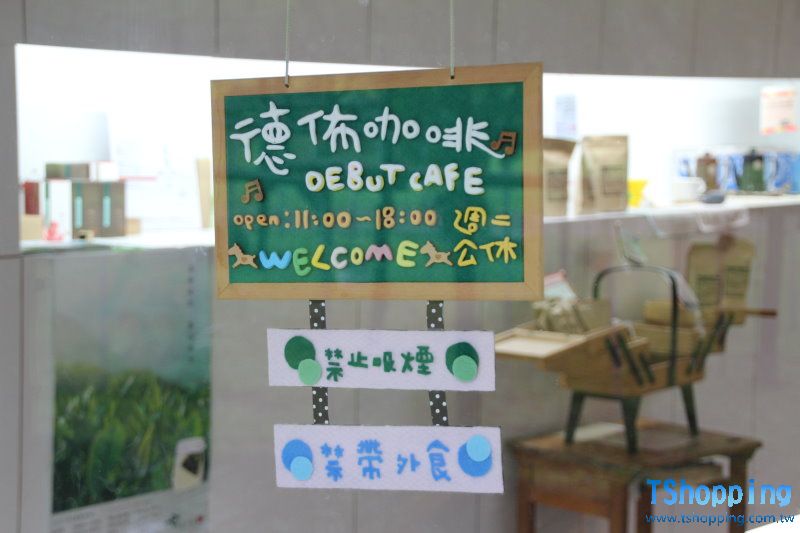 德佈咖啡
DEBUT CAFE
open:11:00~18:00 週二
WELCOME 公休
禁止吸煙
禁帶外食
TShopping
www.tshopping.com.tw